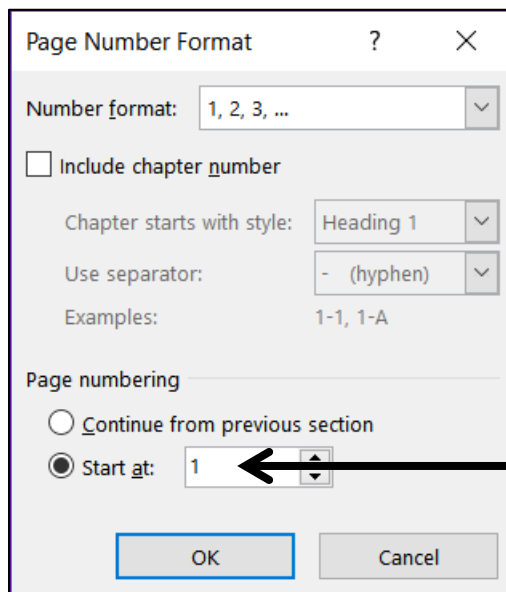 Page Number Format ?
Number format: 1, 2, 3, ...
Include chapter number
Chapter starts with style: Heading 1
Use separator: - (hyphen)
Examples: 1-1, 1-A
Page numbering
Continue from previous section
Start at: 1
OK Cancel